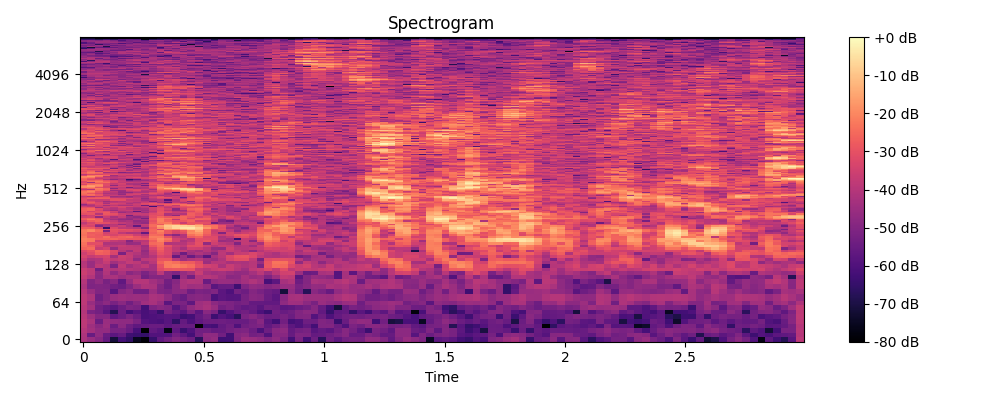 Spectrogram
Hz
4096
2048
1024
512
256
128
64
0
0
0.5
1
1.5
2
2.5
Time
+0 dB
-10 dB
-20 dB
-30 dB
-40 dB
-50 dB
-60 dB
-70 dB
-80 dB